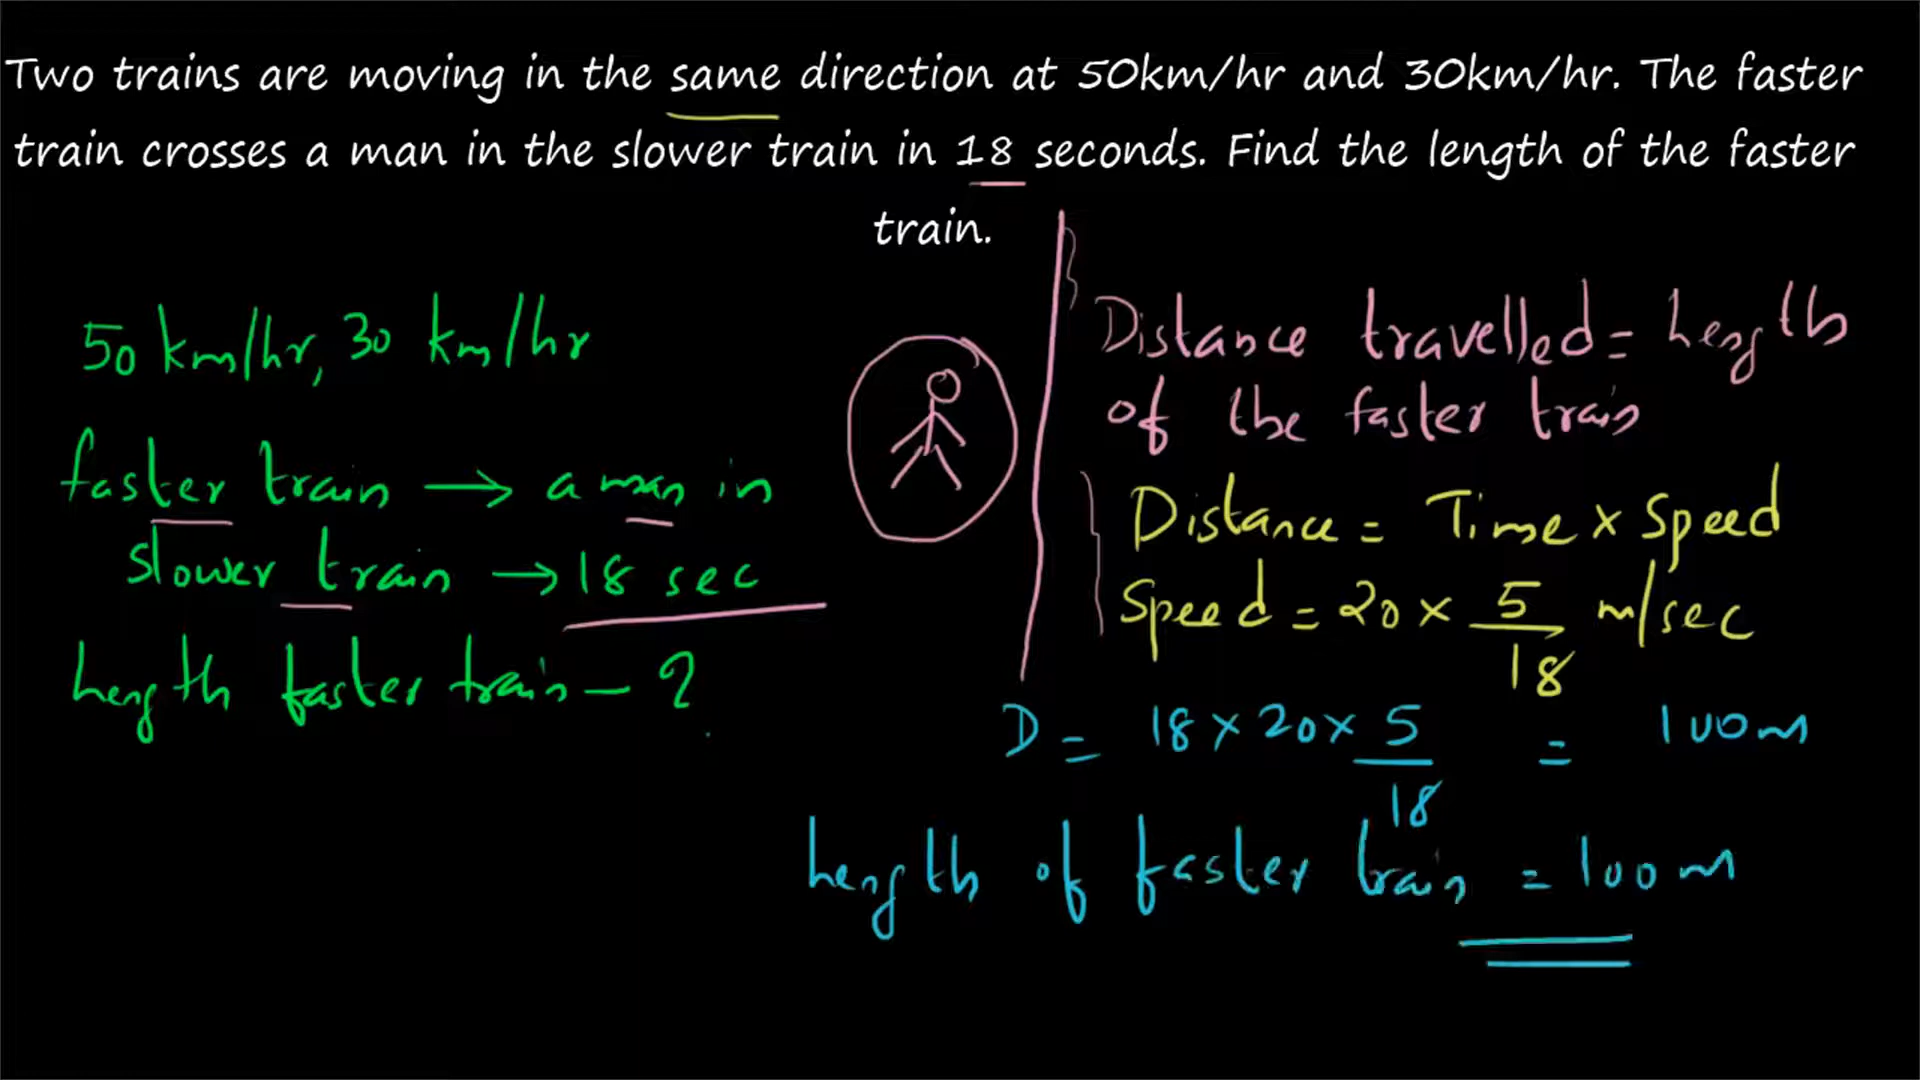 Two trains are moving in the same direction at 50km/hr and 30km/hr. The faster
train crosses a man in the slower train in 18 seconds. Find the length of the faster
train.
50 km/hr, 30 km/hr
faster train → a man in
slower train → 18 sec
length faster train - ?
Distance travelled = length
of the faster train
Distance = Time × Speed
Speed = 20 × 5/18 m/sec
D = 18 × 20 × 5/18 = 100m
length of faster train = 100m